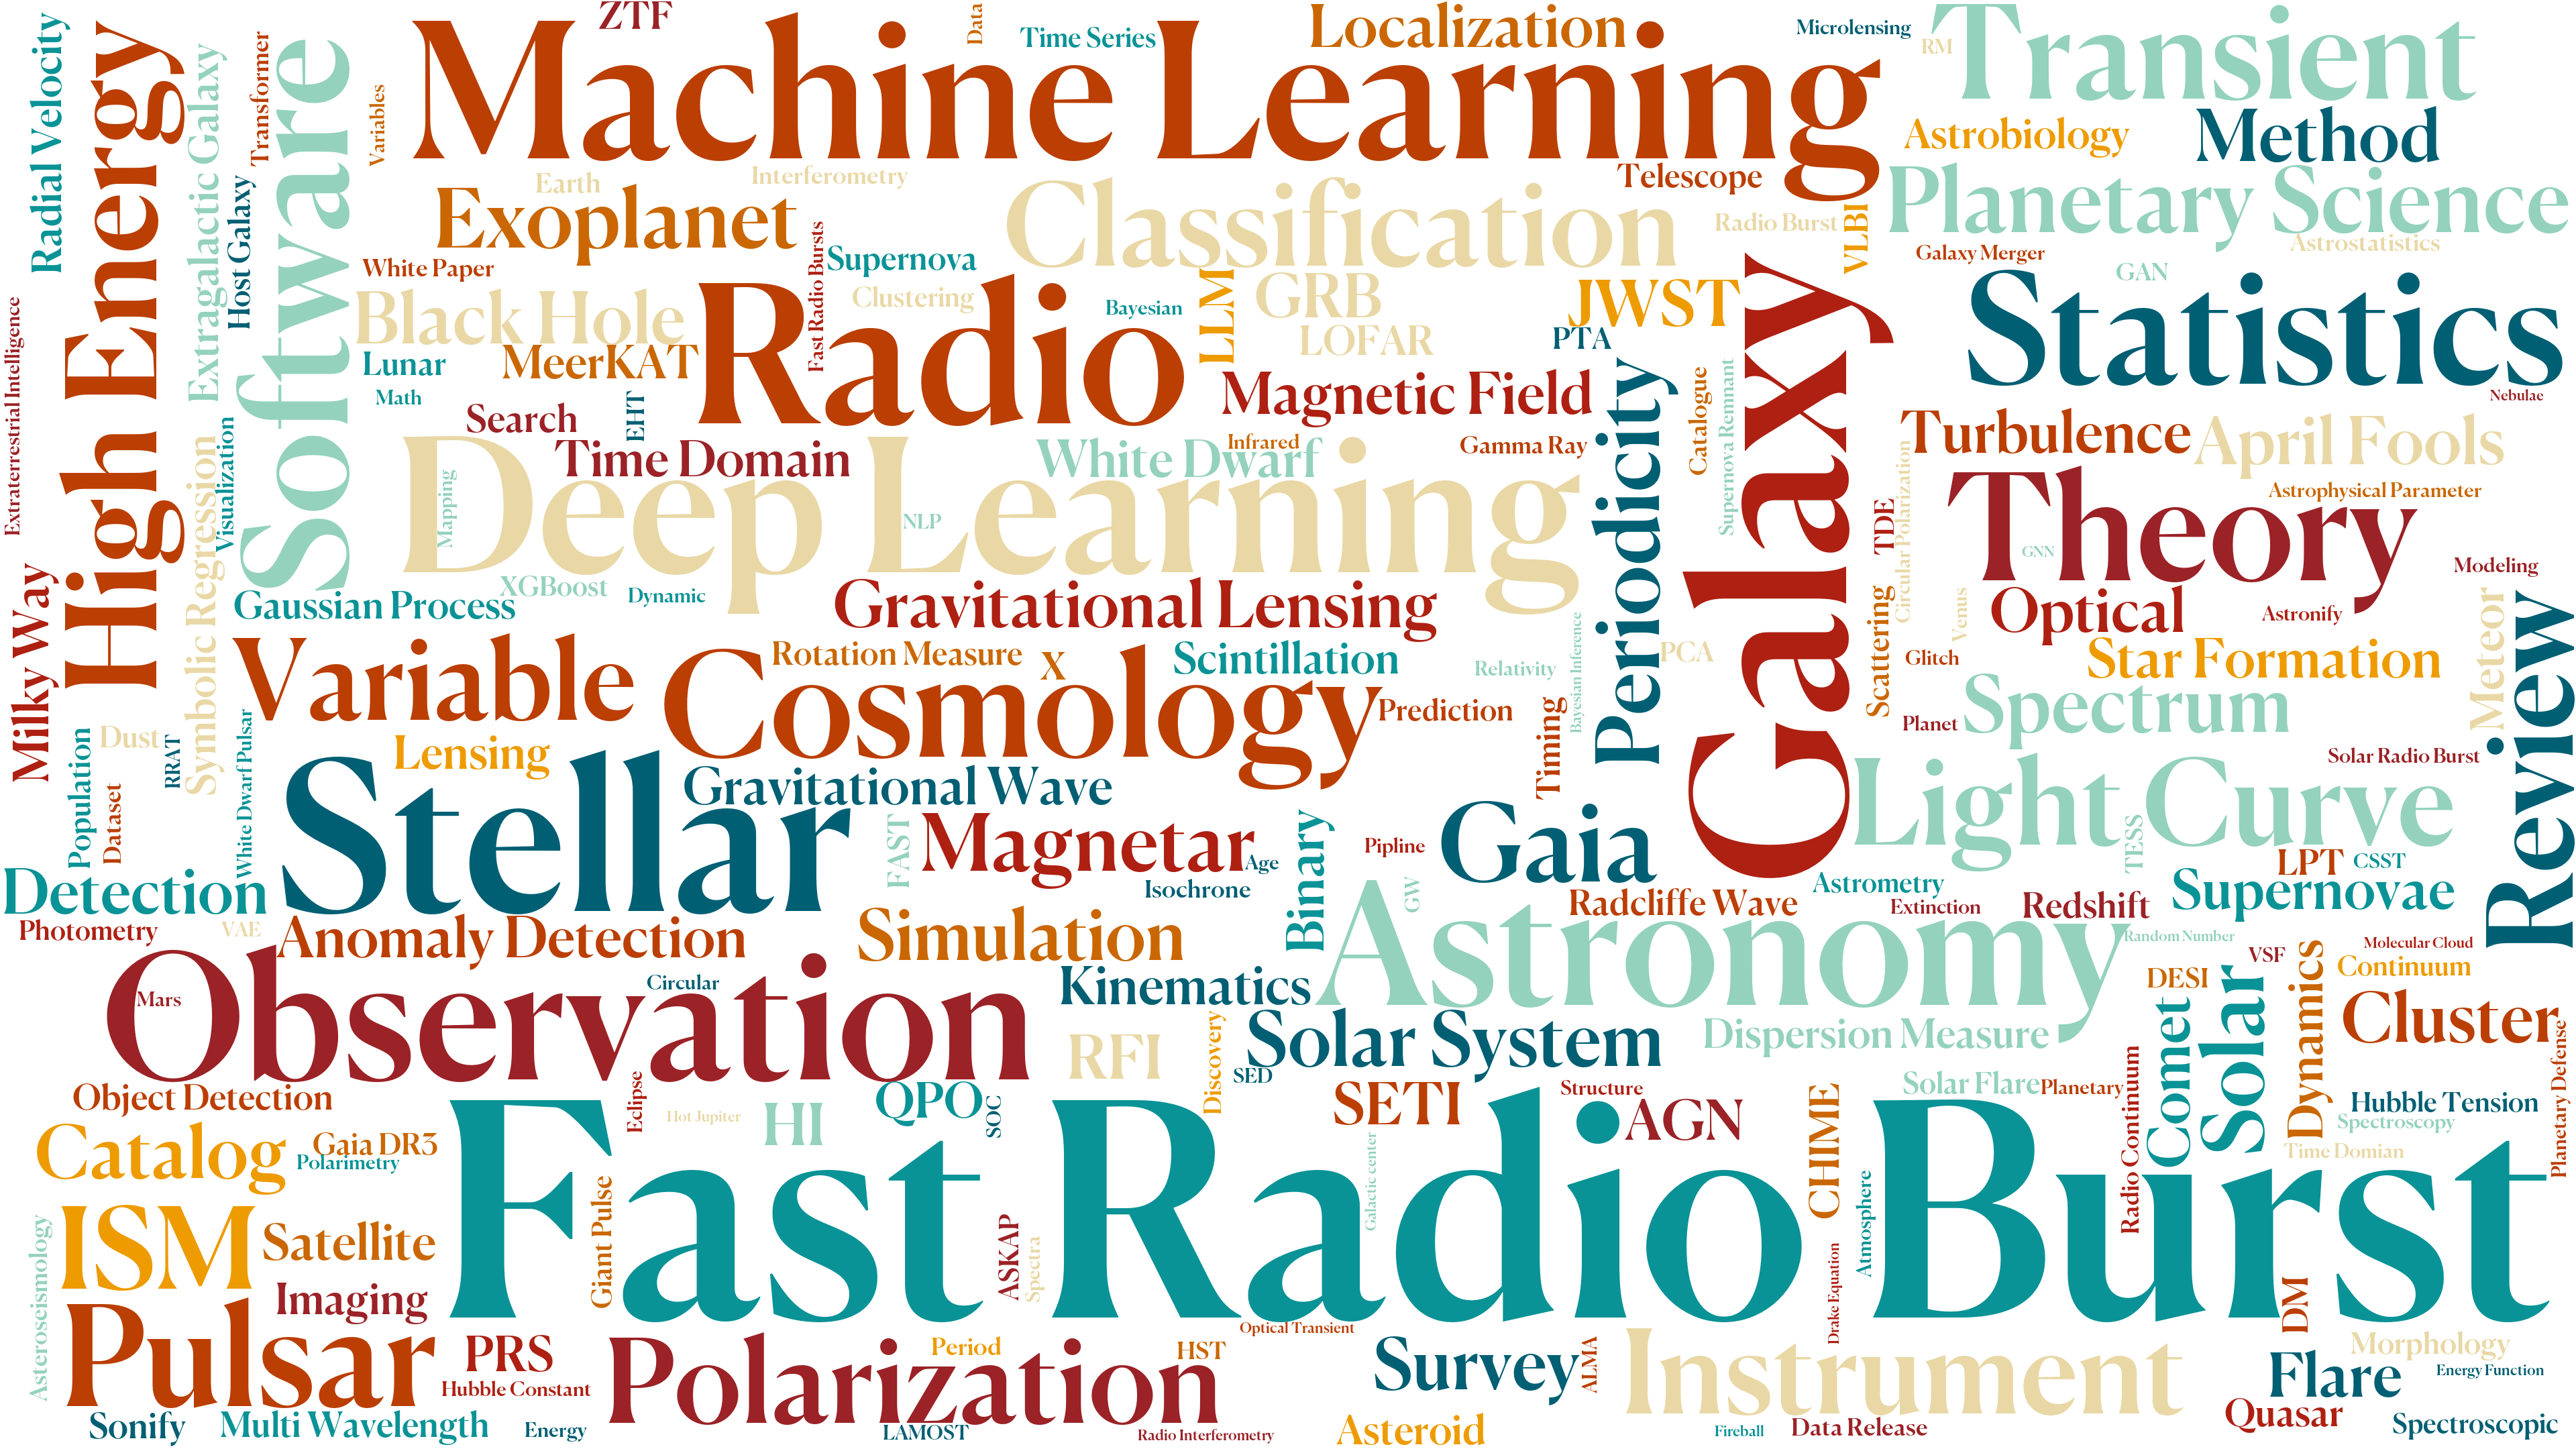 ZTF
Data
Time Series
Localization
Microlensing
RM
Transient
Machine Learning
Radial Velocity
High Energy
Extragalactic Galaxy
Transformer
Software
Variables
Astrobiology
Method
Earth
Interferometry
Telescope
Planetary Science
Host Galaxy
Exoplanet
Classification
Radio Burst
VLBI
Astrostatistics
White Paper
Fast Radio Bursts
Supernova
Galaxy Merger
GAN
Black Hole
Radio
Clustering
Bayesian
LLM
GRB
JWST
Galaxy
Statistics
Extraterrestrial Intelligence
Lunar
MeerKAT
LOFAR
PTA
Math
Search
EHT
Magnetic Field
Periodicity
Catalogue
Supernova Remnant
Nebulae
Visualization
Symbolic Regression
Time Domain
White Dwarf
Infrared
Gamma Ray
Turbulence
April Fools
Deep Learning
Mapping
NLP
TDE
Circular Polarization
Theory
Astrophysical Parameter
GNN
Modeling
Milky Way
XGBoost
Dynamic
Gaussian Process
Gravitational Lensing
Scattering
Venus
Optical
Astronify
Meteor
Review
Variable
Cosmology
Rotation Measure
X
Scintillation
Relativity
Bayesian Inference
PCA
Glitch
Star Formation
Prediction
Timing
Planet
Spectrum
Dust
RRAT
White Dwarf Pulsar
Population
Dataset
Lensing
Solar Radio Burst
Stellar
Gravitational Wave
Light Curve
FAST
Magnetar
Age
Isochrone
Binary
Pipline
Gaia
GW
TESS
LPT
CSST
Detection
Astrometry
Supernovae
Radcliffe Wave
Extinction
Redshift
Photometry
VAE
Anomaly Detection
Simulation
Astronomy
Random Number
VSF
Molecular Cloud
Observation
Mars
Circular
Kinematics
DESI
Solar
Dynamics
Continuum
Comet
Cluster
RFI
Discovery
Solar System
Dispersion Measure
Planetary Defense
SED
Object Detection
Eclipse
Hot Jupiter
HI
QPO
SOC
SETI
Structure
AGN
CHIME
Solar Flare
Planetary
Radio Continuum
Hubble Tension
Spectroscopy
Time Domian
Catalog
Gaia DR3
Polarimetry
Galactic center
Fast Radio Burst
Atmosphere
ISM
Satellite
Giant Pulse
ASKAP
Spectra
Drake Equation
DM
Asteroseismology
Imaging
Pulsar
PRS
Hubble Constant
Polarization
Period
HST
Optical Transient
Survey
ALMA
Instrument
Morphology
Flare
Energy Function
Sonify
Multi Wavelength
Energy
LAMOST
Radio Interferometry
Asteroid
Fireball
Data Release
Quasar
Spectroscopic